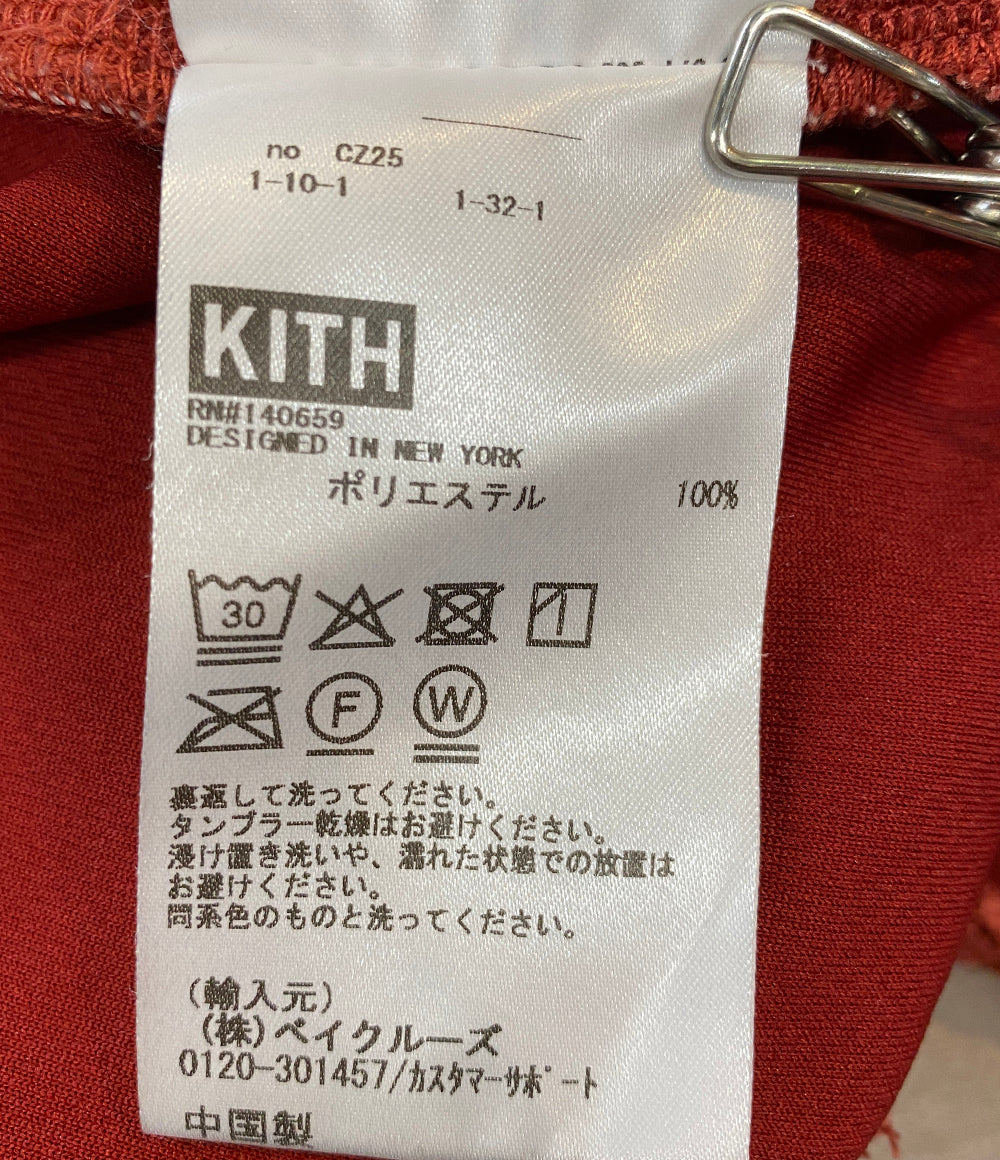 no CZ25
1-10-1 1-32-1
KITH
RN#140659
DESIGNED IN NEW YORK
ポリエステル 100%
30
F W
裏返して洗ってください。
タンブラー乾燥はお避けください。
浸け置き洗いや、濡れた状態での放置は
お避けください。
同系色のものと洗ってください。
(輸入元)
(株)ベイクルーズ
0120-301457/カスタマーサポート
中国製